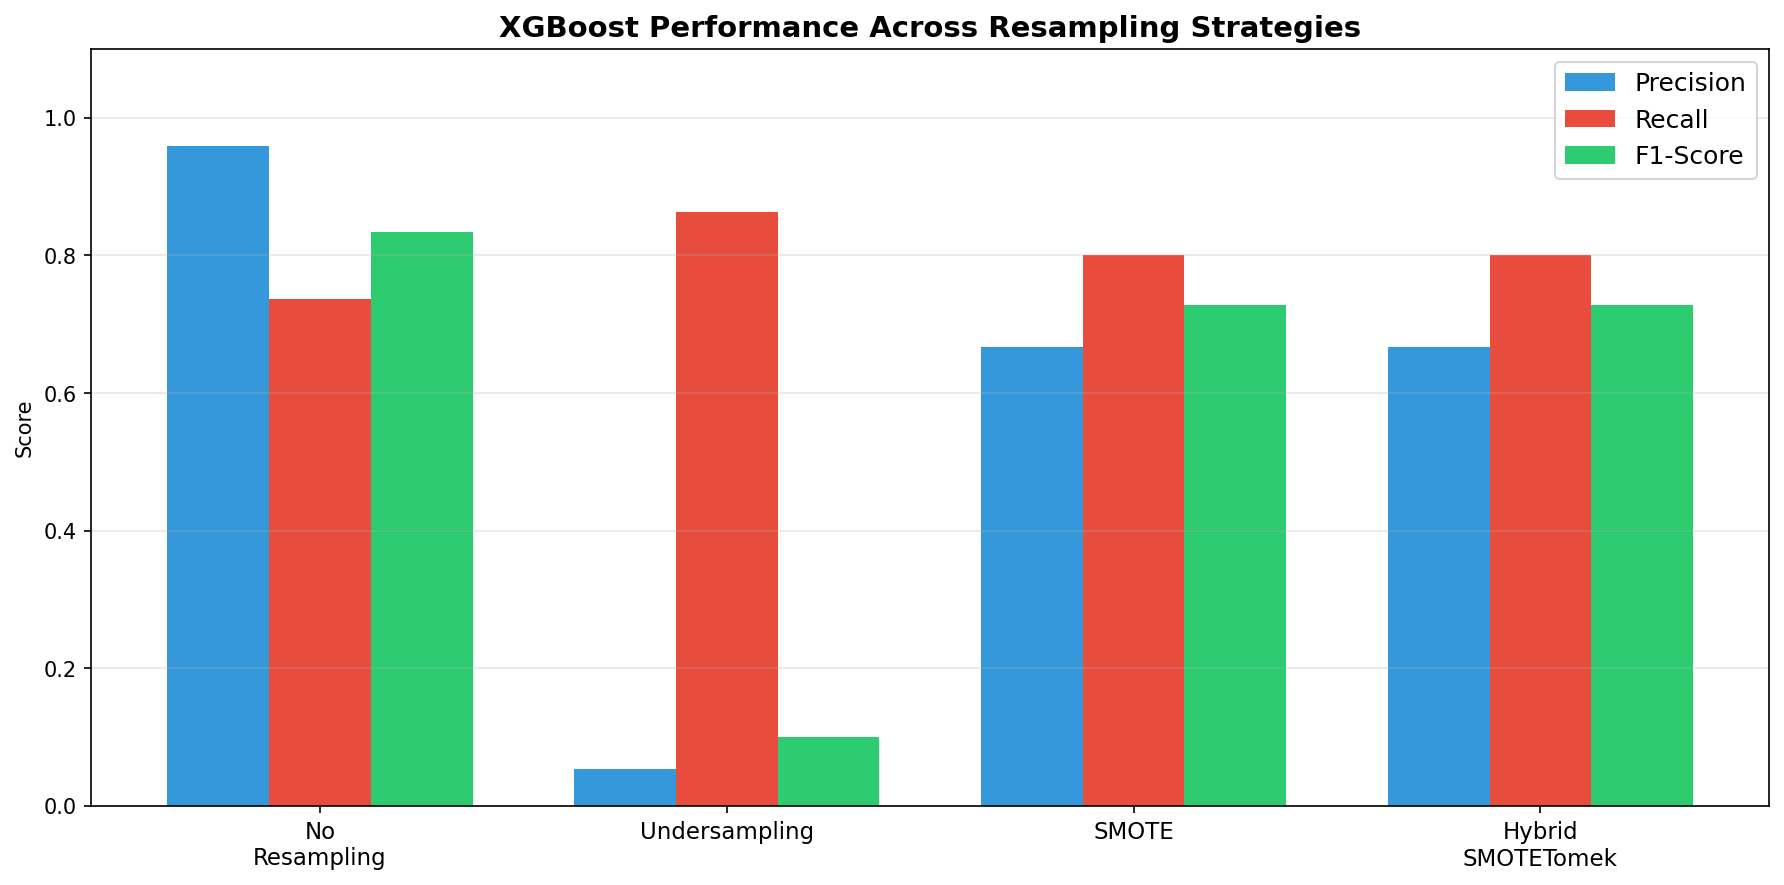 XGBoost Performance Across Resampling Strategies
Precision
Recall
F1-Score
Score
1.0
0.8
0.6
0.4
0.2
0.0
No
Resampling
Undersampling
SMOTE
Hybrid
SMOTETomek